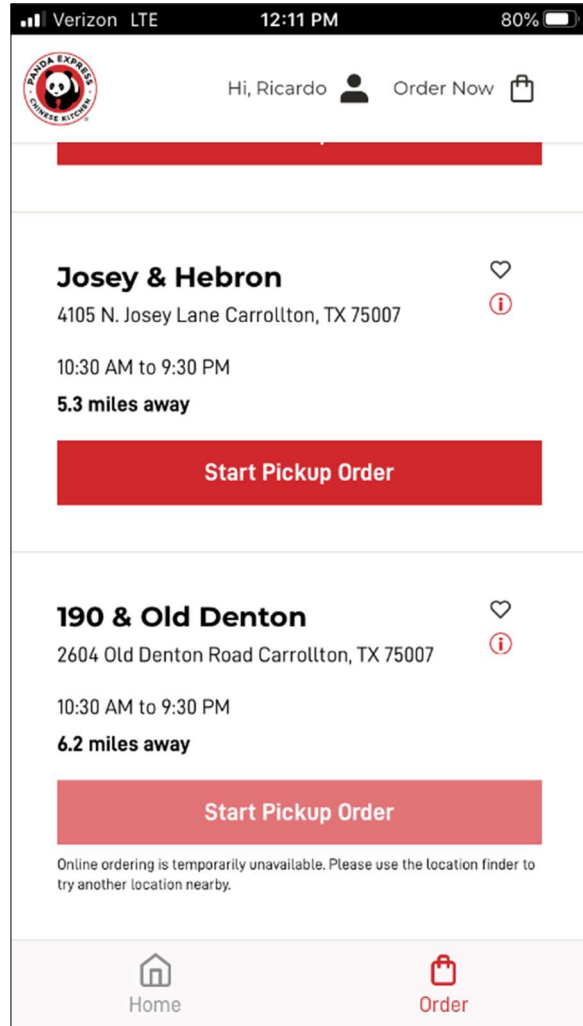 Verizon LTE 12:11 PM 80%
PANDA EXPRESS
CHINESE KITCHEN
Hi, Ricardo Order Now
Josey & Hebron
4105 N. Josey Lane Carrollton, TX 75007
10:30 AM to 9:30 PM
5.3 miles away
Start Pickup Order
190 & Old Denton
2604 Old Denton Road Carrollton, TX 75007
10:30 AM to 9:30 PM
6.2 miles away
Start Pickup Order
Online ordering is temporarily unavailable. Please use the location finder to
try another location nearby.
Home Order